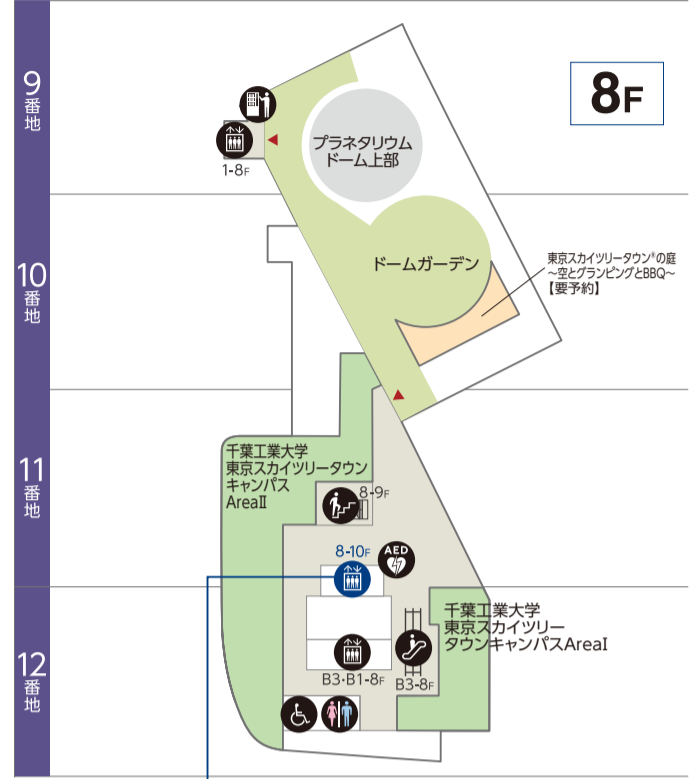 8F
9
番地
1-8F
プラネタリウム
ドーム上部
10
番地
ドームガーデン
東京スカイツリータウン®の庭
～空とグランピングとBBQ～
【要予約】
11
番地
千葉工業大学
東京スカイツリータウン
キャンパス
AreaⅡ
8-9F
8-10F
AED
12
番地
千葉工業大学
東京スカイツリー
タウンキャンパスAreaⅠ
B3・B1-8F
B3-8F